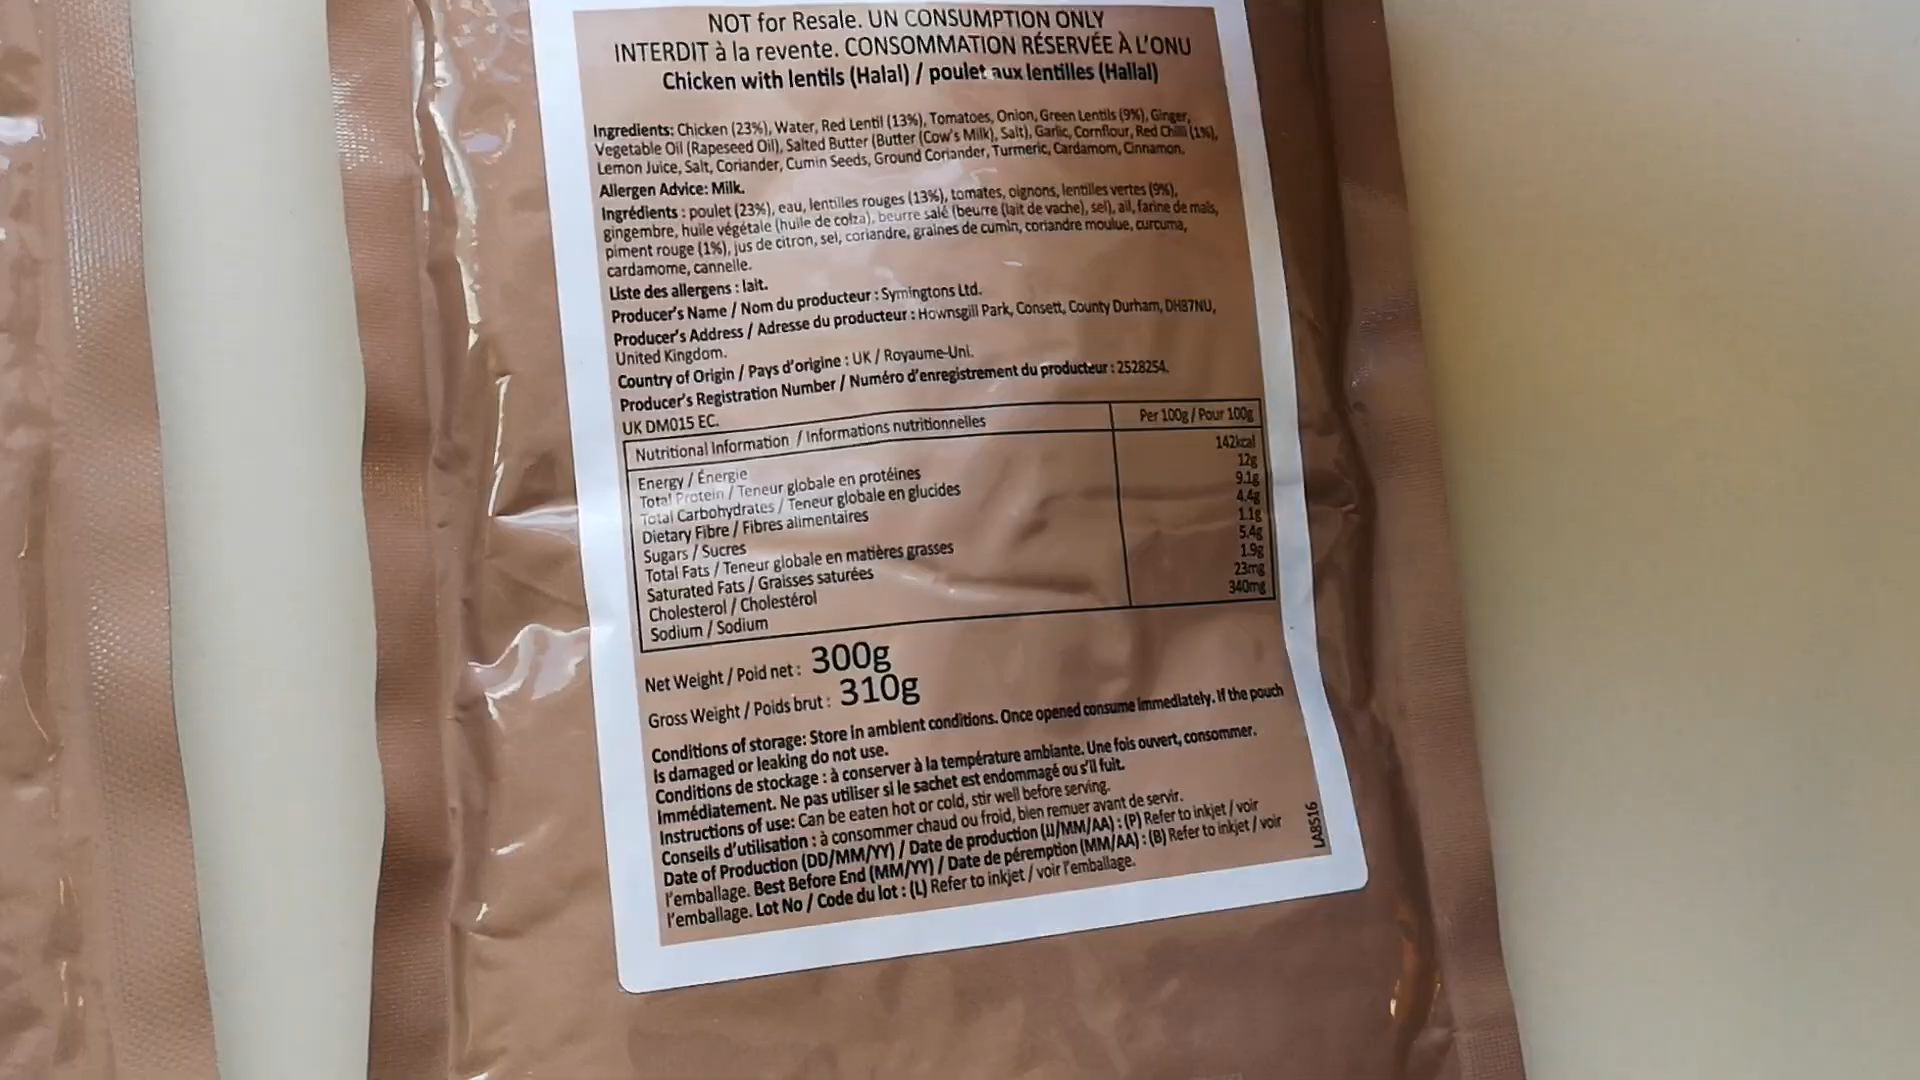 NOT for Resale. UN CONSUMPTION ONLY
INTERDIT à la revente. CONSOMMATION RÉSERVÉE À L'ONU
Chicken with lentils (Halal) / poulet aux lentilles (Hallal)
Ingredients: Chicken (23%), Water, Red Lentil (13%), Tomatoes, Onion, Green Lentils (9%), Ginger,
Vegetable Oil (Rapeseed Oil), Salted Butter (Butter (Cow's Milk), Salt), Garlic, Cornflour, Red Chilli (1%),
Lemon Juice, Salt, Coriander, Cumin Seeds, Ground Coriander, Turmeric, Cardamom, Cinnamon.
Allergen Advice: Milk.
Ingrédients : poulet (23%), eau, lentilles rouges (13%), tomates, oignons, lentilles vertes (9%),
gingembre, huile végétale (huile de colza), beurre salé (beurre (lait de vache), sel), ail, farine de maïs,
piment rouge (1%), jus de citron, sel, coriandre, graines de cumin, coriandre moulue, curcuma,
cardamome, cannelle.
Liste des allergens : lait.
Producer's Name / Nom du producteur : Symingtons Ltd.
Producer's Address / Adresse du producteur : Hownsgill Park, Consett, County Durham, DH87NU,
United Kingdom.
Country of Origin / Pays d'origine : UK / Royaume-Uni.
Producer's Registration Number / Numéro d'enregistrement du producteur : 2528254.
UK DM015 EC.
Nutritional Information / Informations nutritionnelles Per 100g / Pour 100g
Energy / Énergie 142kcal
Total Protein / Teneur globale en protéines 12g
Total Carbohydrates / Teneur globale en glucides 9.1g
Dietary Fibre / Fibres alimentaires 4.4g
Sugars / Sucres 1.1g
Total Fats / Teneur globale en matières grasses 5.4g
Saturated Fats / Graisses saturées 1.9g
Cholesterol / Cholestérol 23mg
Sodium / Sodium 340mg
Net Weight / Poid net : 300g
Gross Weight / Poids brut : 310g
Conditions of storage: Store in ambient conditions. Once opened consume immediately. If the pouch
is damaged or leaking do not use.
Conditions de stockage : à conserver à la température ambiante. Une fois ouvert, consommer.
Immédiatement. Ne pas utiliser si le sachet est endommagé ou s'il fuit.
Instructions of use: Can be eaten hot or cold, stir well before serving.
Conseils d'utilisation : à consommer chaud ou froid, bien remuer avant de servir.
Date of Production (DD/MM/YY) / Date de production (JJ/MM/AA) : (P) Refer to inkjet / voir
l'emballage. Best Before End (MM/YY) / Date de péremption (MM/AA) : (B) Refer to inkjet / voir
l'emballage. Lot No / Code du lot : (L) Refer to inkjet / voir l'emballage.
LA8516